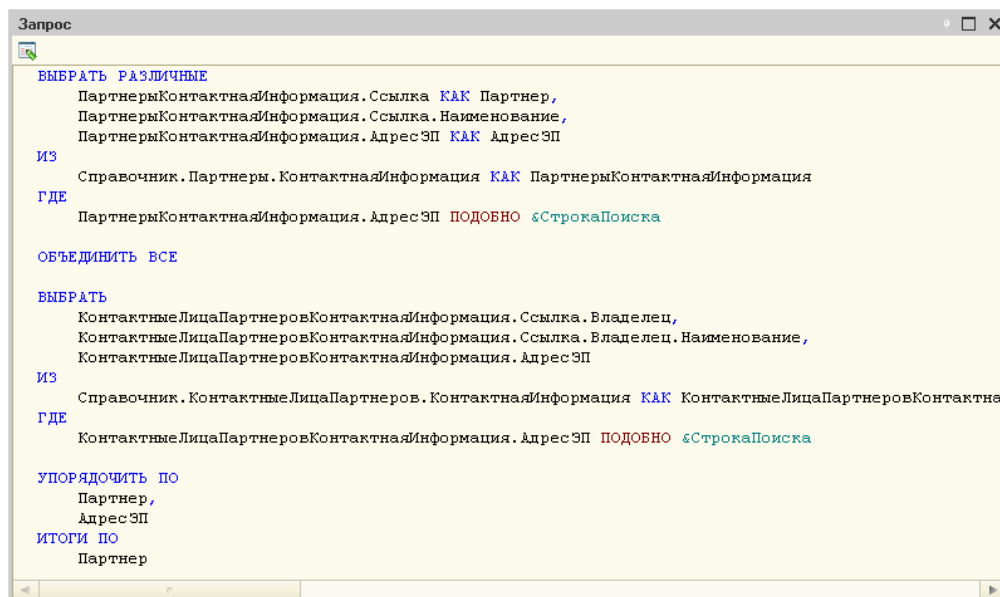 Запрос
ВЫБРАТЬ РАЗЛИЧНЫЕ
ПартнерыКонтактнаяИнформация.Ссылка КАК Партнер,
ПартнерыКонтактнаяИнформация.Ссылка.Наименование,
ПартнерыКонтактнаяИнформация.АдресЭП КАК АдресЭП
ИЗ
Справочник.Партнеры.КонтактнаяИнформация КАК ПартнерыКонтактнаяИнформация
ГДЕ
ПартнерыКонтактнаяИнформация.АдресЭП ПОДОБНО &СтрокаПоиска
ОБЪЕДИНИТЬ ВСЕ
ВЫБРАТЬ
КонтактныеЛицаПартнеровКонтактнаяИнформация.Ссылка.Владелец,
КонтактныеЛицаПартнеровКонтактнаяИнформация.Ссылка.Владелец.Наименование,
КонтактныеЛицаПартнеровКонтактнаяИнформация.АдресЭП
ИЗ
Справочник.КонтактныеЛицаПартнеров.КонтактнаяИнформация КАК КонтактныеЛицаПартнеровКонтактна
ГДЕ
КонтактныеЛицаПартнеровКонтактнаяИнформация.АдресЭП ПОДОБНО &СтрокаПоиска
УПОРЯДОЧИТЬ ПО
Партнер,
АдресЭП
ИТОГИ ПО
Партнер